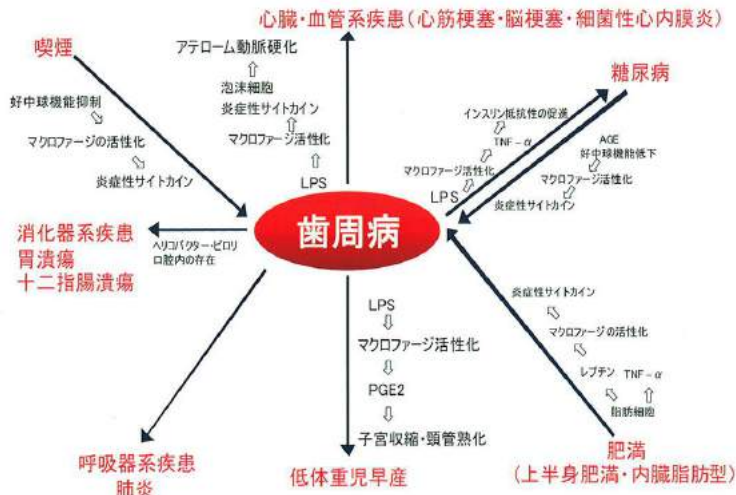 心臓・血管系疾患(心筋梗塞・脳梗塞・細菌性心内膜炎)
喫煙
アテローム動脈硬化
泡沫細胞
炎症性サイトカイン
マクロファージ活性化
LPS
好中球機能抑制
マクロファージの活性化
炎症性サイトカイン
糖尿病
インスリン抵抗性の促進
TNF-α
マクロファージ活性化
LPS
AGE
好中球機能低下
マクロファージ活性化
炎症性サイトカイン
歯周病
消化器系疾患
胃潰瘍
十二指腸潰瘍
ヘリコバクター-ピロリ
口腔内の存在
LPS
マクロファージ活性化
PGE2
子宮収縮・頸管熟化
炎症性サイトカイン
マクロファージの活性化
レプチン TNF-α
脂肪細胞
呼吸器系疾患
肺炎
低体重児早産
肥満
(上半身肥満・内臓脂肪型)